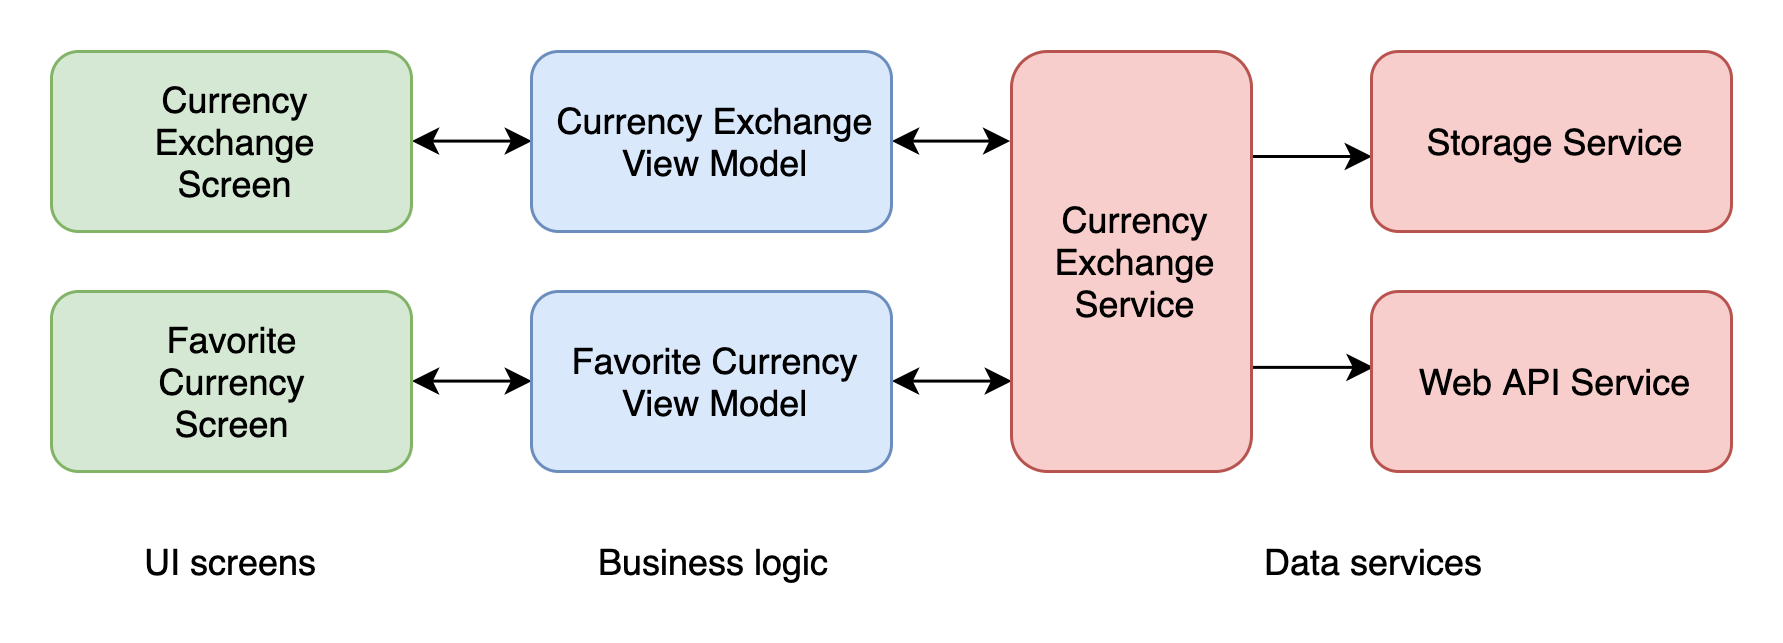 Currency
Exchange
Screen
Currency Exchange
View Model
Currency
Exchange
Service
Storage Service
Favorite
Currency
Screen
Favorite Currency
View Model
Web API Service
UI screens
Business logic
Data services